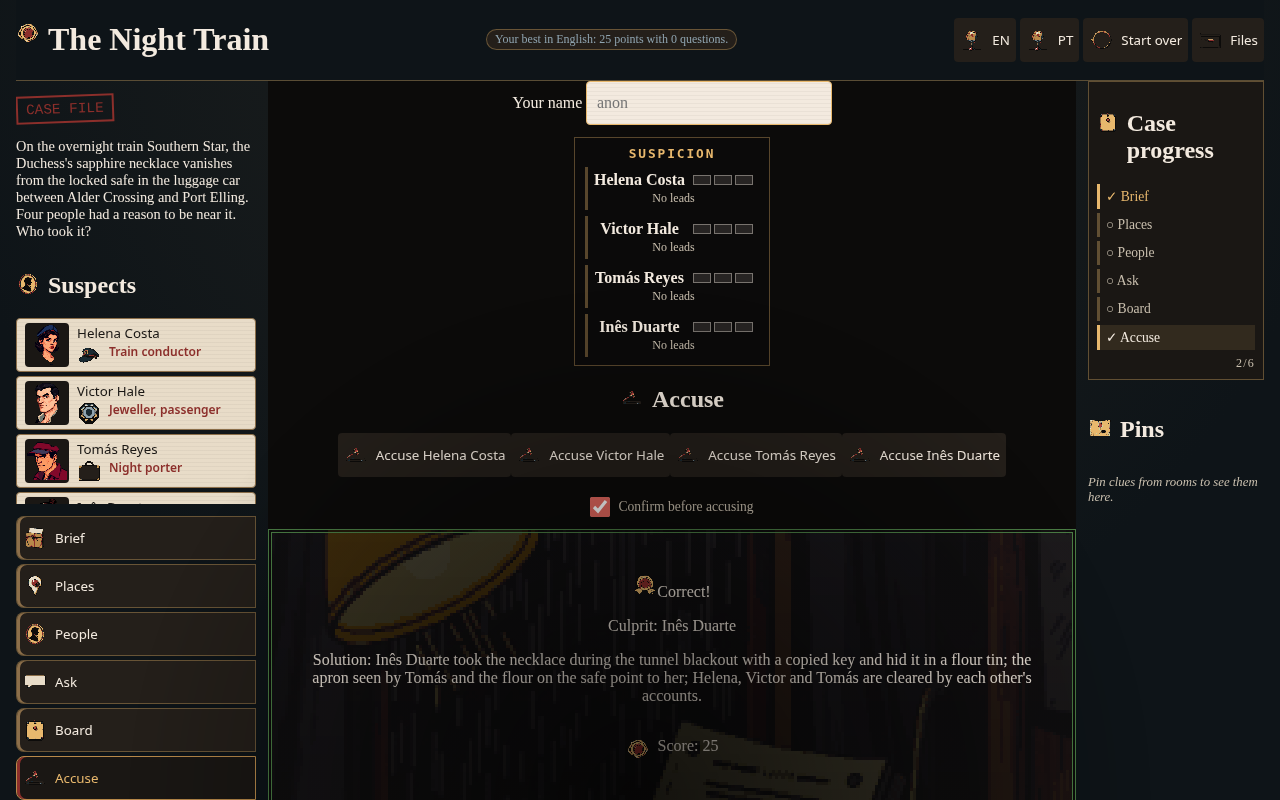 The Night Train
Your best in English: 25 points with 0 questions.
EN
PT
Start over
Files
CASE FILE
On the overnight train Southern Star, the
Duchess's sapphire necklace vanishes
from the locked safe in the luggage car
between Alder Crossing and Port Elling.
Four people had a reason to be near it.
Who took it?
Suspects
Helena Costa
Train conductor
Victor Hale
Jeweller, passenger
Tomás Reyes
Night porter
Brief
Places
People
Ask
Board
Accuse
Your name anon
SUSPICION
Helena Costa
No leads
Victor Hale
No leads
Tomás Reyes
No leads
Inês Duarte
No leads
Accuse
Accuse Helena Costa
Accuse Victor Hale
Accuse Tomás Reyes
Accuse Inês Duarte
Confirm before accusing
Correct!
Culprit: Inês Duarte
Solution: Inês Duarte took the necklace during the tunnel blackout with a copied key and hid it in a flour tin; the
apron seen by Tomás and the flour on the safe point to her; Helena, Victor and Tomás are cleared by each other's
accounts.
Score: 25
Case
progress
✓ Brief
○ Places
○ People
○ Ask
○ Board
✓ Accuse
2/6
Pins
Pin clues from rooms to see them
here.